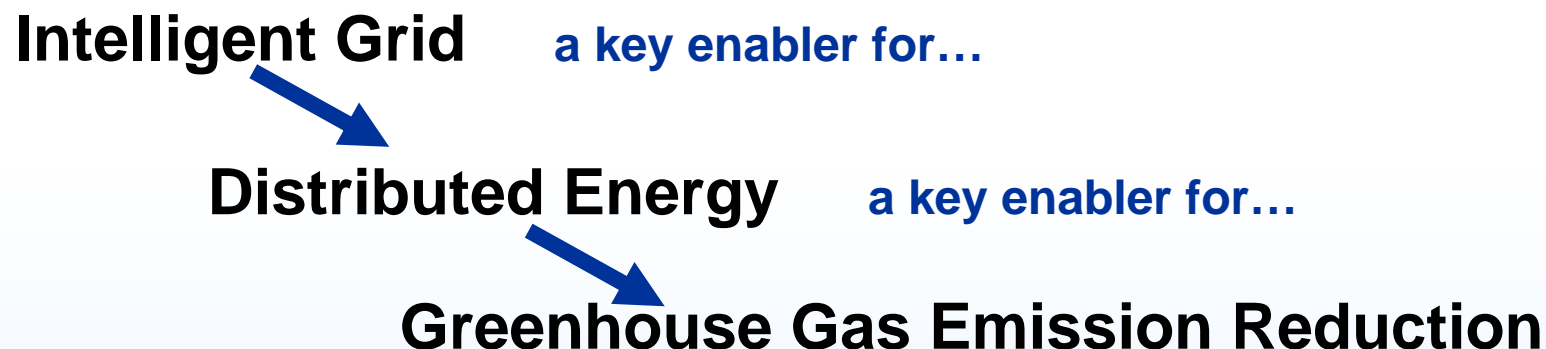 Intelligent Grid a key enabler for…
Distributed Energy a key enabler for…
Greenhouse Gas Emission Reduction